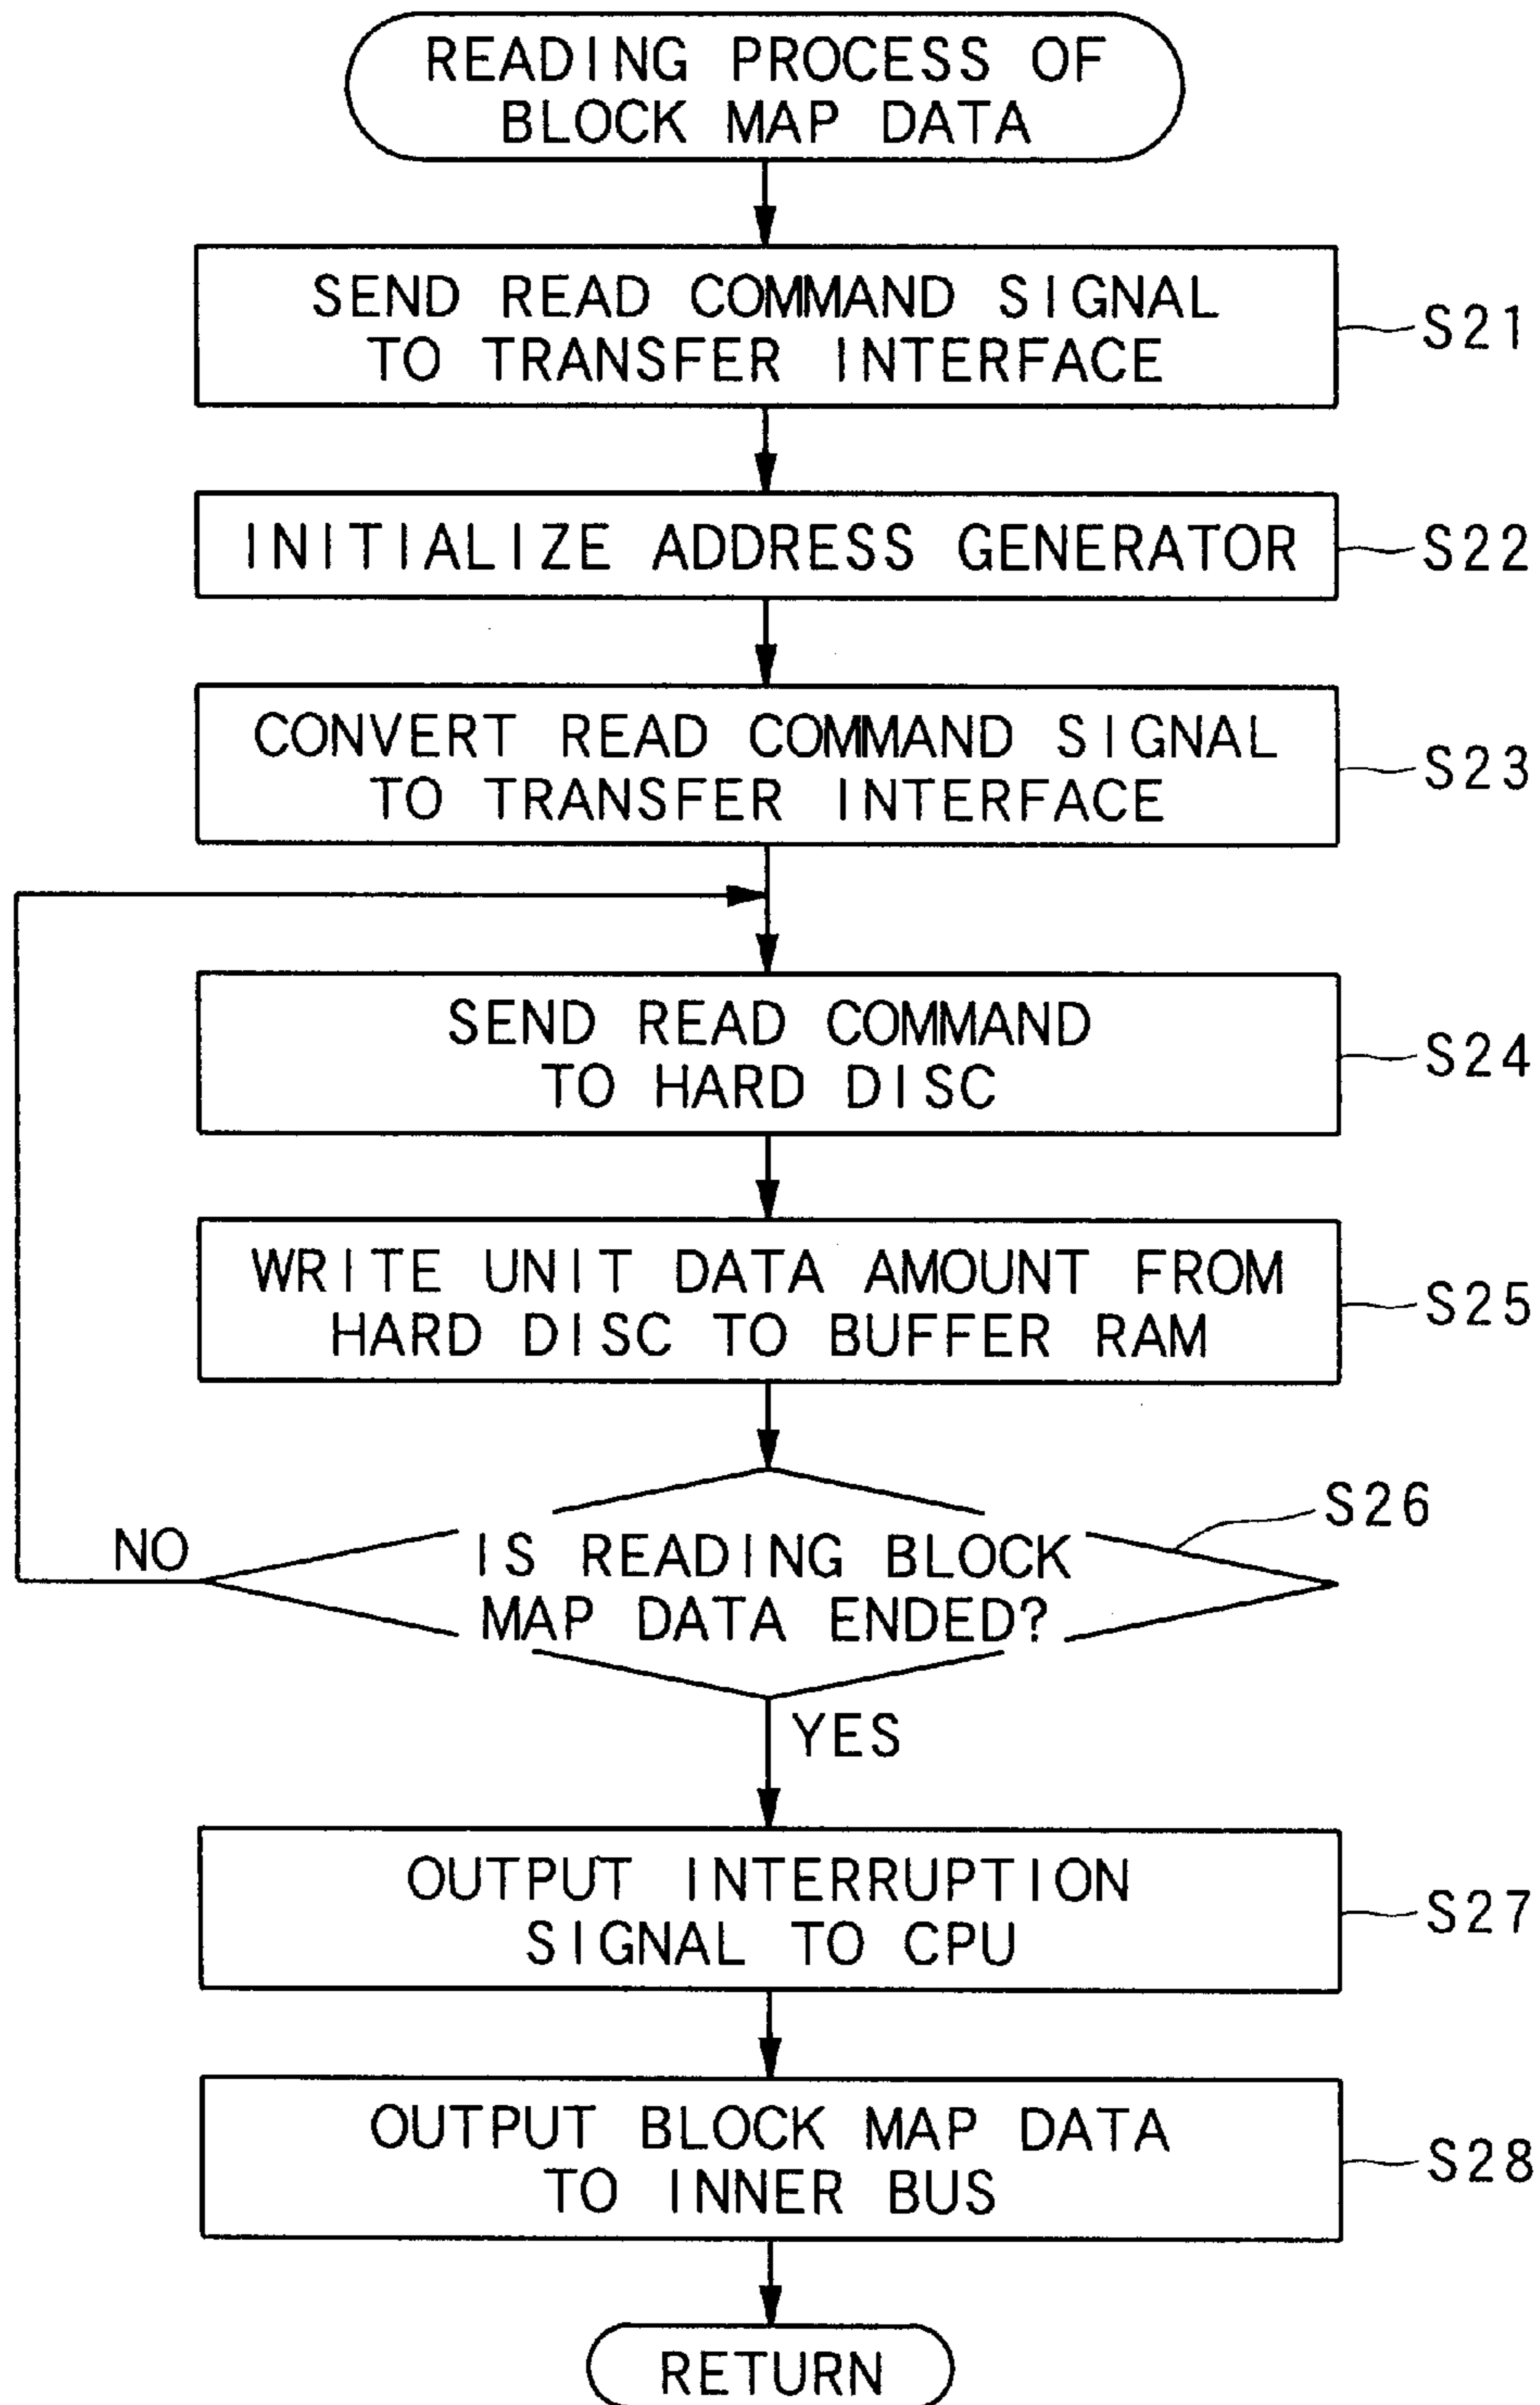 READING PROCESS OF
BLOCK MAP DATA
SEND READ COMMAND SIGNAL
TO TRANSFER INTERFACE
S21
INITIALIZE ADDRESS GENERATOR
S22
CONVERT READ COMMAND SIGNAL
TO TRANSFER INTERFACE
S23
SEND READ COMMAND
TO HARD DISC
S24
WRITE UNIT DATA AMOUNT FROM
HARD DISC TO BUFFER RAM
S25
S26
NO
IS READING BLOCK
MAP DATA ENDED?
YES
OUTPUT INTERRUPTION
SIGNAL TO CPU
S27
OUTPUT BLOCK MAP DATA
TO INNER BUS
S28
RETURN